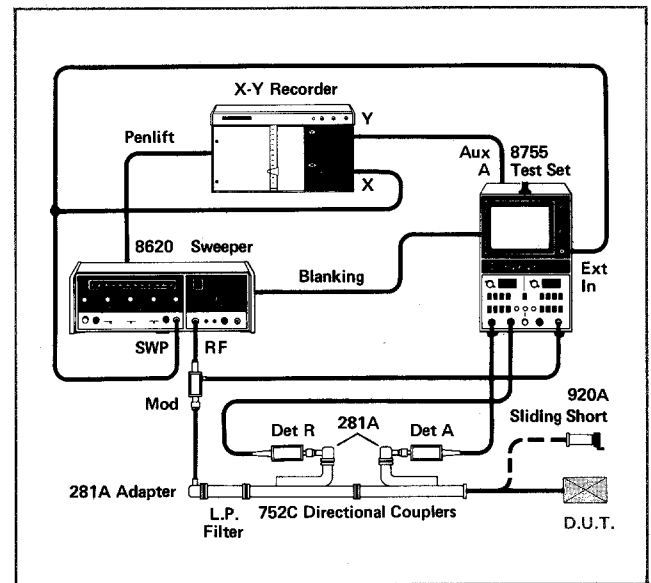 X-Y Recorder
Y
Penlift
Aux
A
8755
Test Set
X
8620 Sweeper
Blanking
Ext
In
SWP
RF
Mod
920A
Sliding Short
Det R
281A
Det A
281A Adapter
L.P.
Filter
752C Directional Couplers
D.U.T.